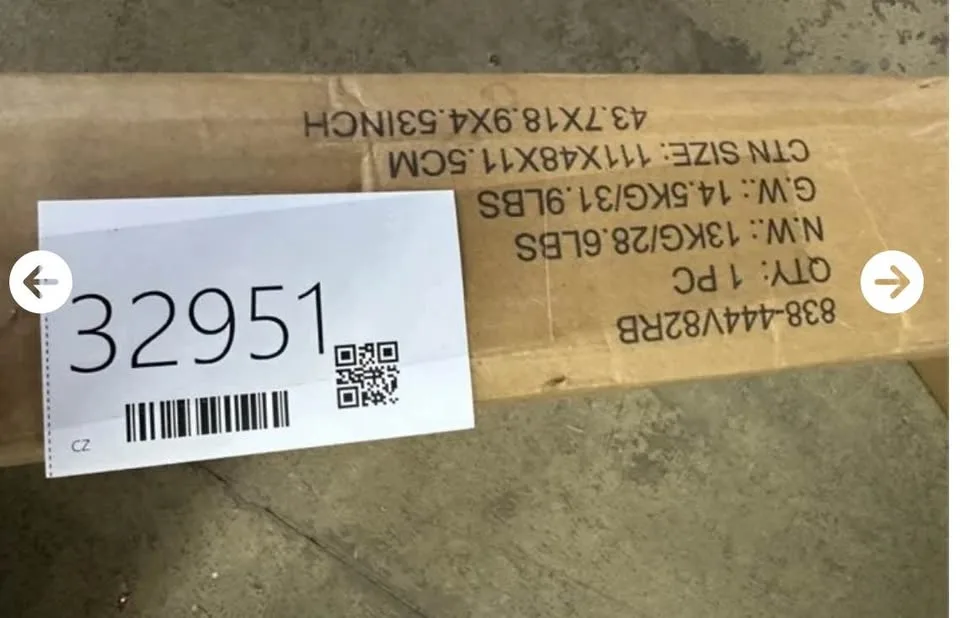 32951
CZ
838-444V82RB
QTY: 1 PC
N.W.: 13KG/28.6LBS
G.W.: 14.5KG/31.9LBS
CTN SIZE: 111X48X11.5CM
43.7X18.9X4.53INCH